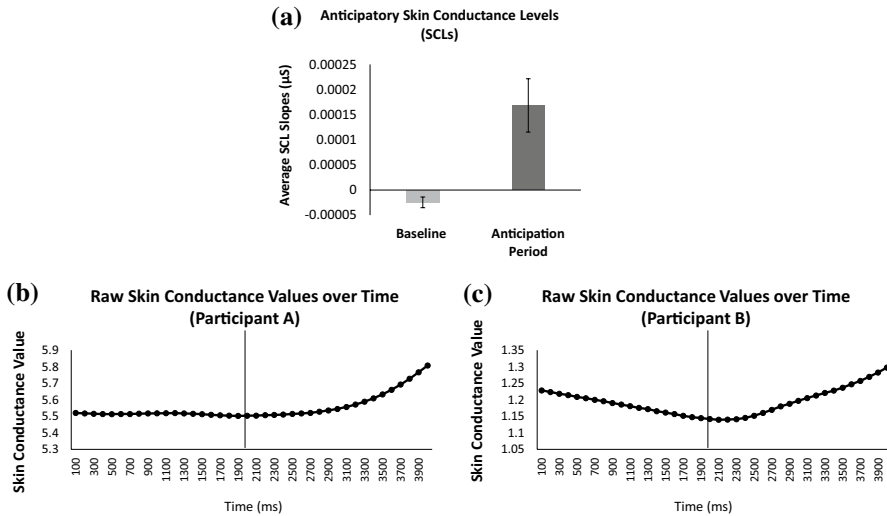 (a)
Anticipatory Skin Conductance Levels
(SCLs)
Average SCL Slopes (µS)
0.00025
0.0002
0.00015
0.0001
0.00005
0
-0.00005
Baseline
Anticipation
Period
(b)
Raw Skin Conductance Values over Time
(Participant A)
Skin Conductance Value
5.9
5.8
5.7
5.6
5.5
5.4
5.3
100 300 500 700 900 1100 1300 1500 1700 1900 2100 2300 2500 2700 2900 3100 3300 3500 3700 3900
Time (ms)
(c)
Raw Skin Conductance Values over Time
(Participant B)
Skin Conductance Value
1.35
1.3
1.25
1.2
1.15
1.1
1.05
100 300 500 700 900 1100 1300 1500 1700 1900 2100 2300 2500 2700 2900 3100 3300 3500 3700 3900
Time (ms)